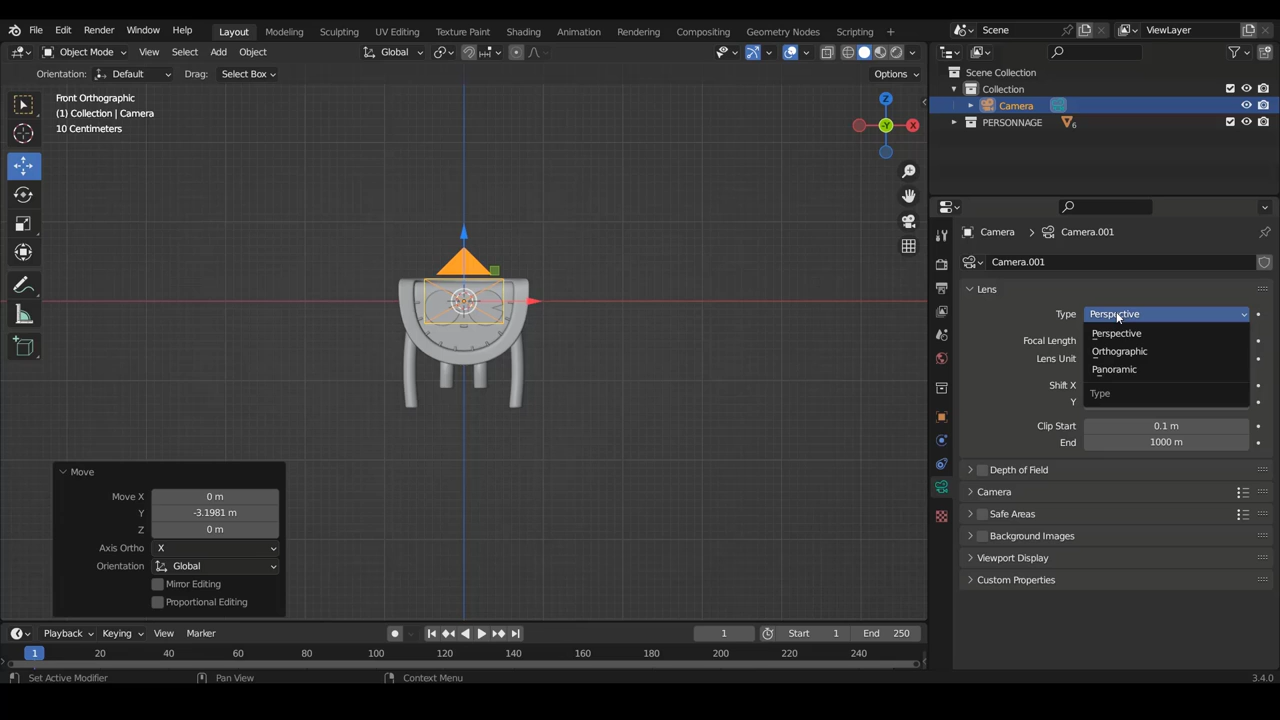 File Edit Render Window Help Layout Modeling Sculpting UV Editing Texture Paint Shading Animation Rendering Compositing Geometry Nodes Scripting + Scene ViewLayer
Object Mode View Select Add Object Global
Orientation: Default Drag: Select Box Options
Scene Collection
Collection
Camera
PERSONNAGE 6
Front Orthographic
(1) Collection | Camera
10 Centimeters
Z
-Y
X
Camera > Camera.001
Camera.001
Lens
Type Perspective
Perspective
Orthographic
Panoramic
Type
Focal Length
Lens Unit
Shift X
Y
Clip Start 0.1 m
End 1000 m
Depth of Field
Camera
Safe Areas
Background Images
Viewport Display
Custom Properties
Move
Move X 0 m
Y -3.1981 m
Z 0 m
Axis Ortho X
Orientation Global
Mirror Editing
Proportional Editing
Playback Keying View Marker 1 Start 1 End 250
1 20 40 60 80 100 120 140 160 180 200 220 240
Set Active Modifier Pan View Context Menu 3.4.0